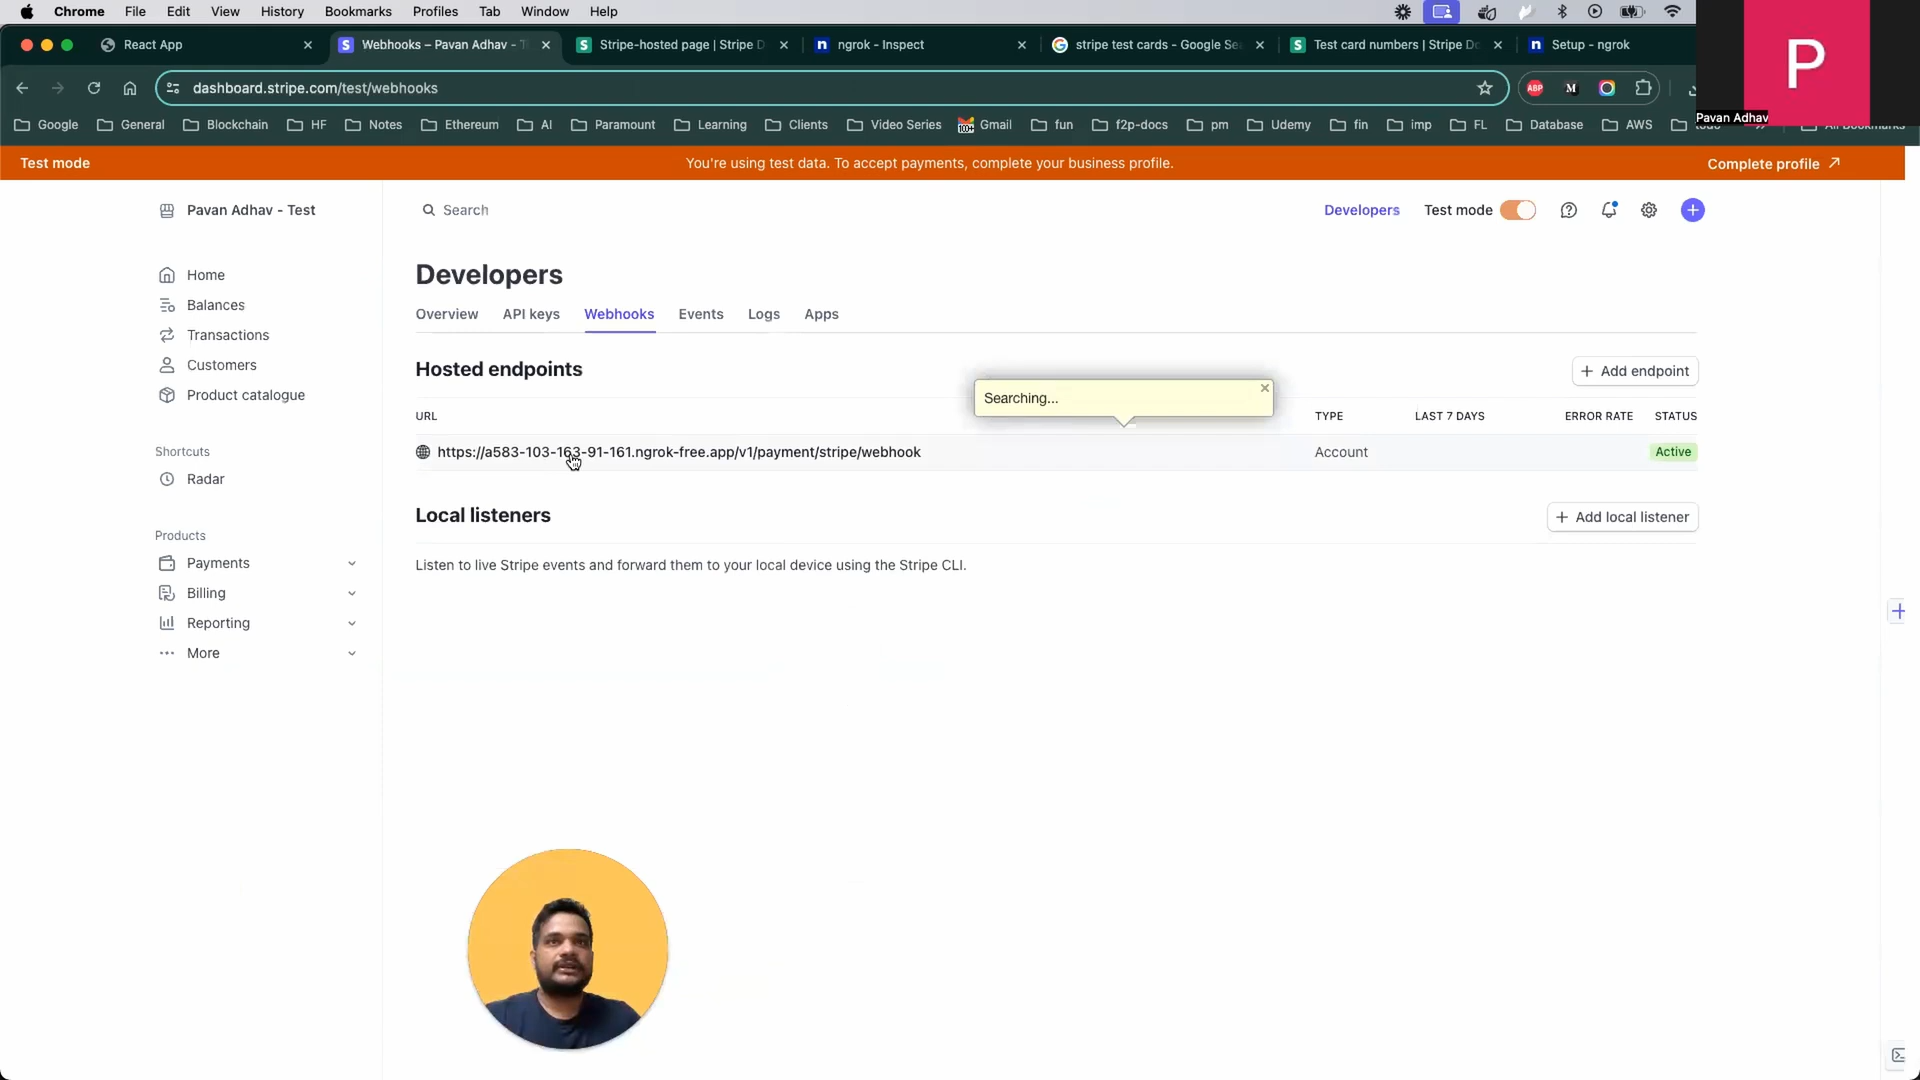 Chrome File Edit View History Bookmarks Profiles Tab Window Help
React App
Webhooks – Pavan Adhav - T
Stripe-hosted page | Stripe D
ngrok - Inspect
stripe test cards - Google Se
Test card numbers | Stripe Do
Setup - ngrok
dashboard.stripe.com/test/webhooks
ABP
M
P
Pavan Adhav
Google General Blockchain HF Notes Ethereum AI Paramount Learning Clients Video Series Gmail fun f2p-docs pm Udemy fin imp FL Database AWS
All Bookmarks
Test mode
You're using test data. To accept payments, complete your business profile.
Complete profile
Pavan Adhav - Test
Search
Developers
Test mode
Home
Balances
Transactions
Customers
Product catalogue
Shortcuts
Radar
Products
Payments
Billing
Reporting
More
Developers
Overview API keys Webhooks Events Logs Apps
Hosted endpoints
Add endpoint
Searching...
URL TYPE LAST 7 DAYS ERROR RATE STATUS
https://a583-103-163-91-161.ngrok-free.app/v1/payment/stripe/webhook Account Active
Local listeners
Add local listener
Listen to live Stripe events and forward them to your local device using the Stripe CLI.